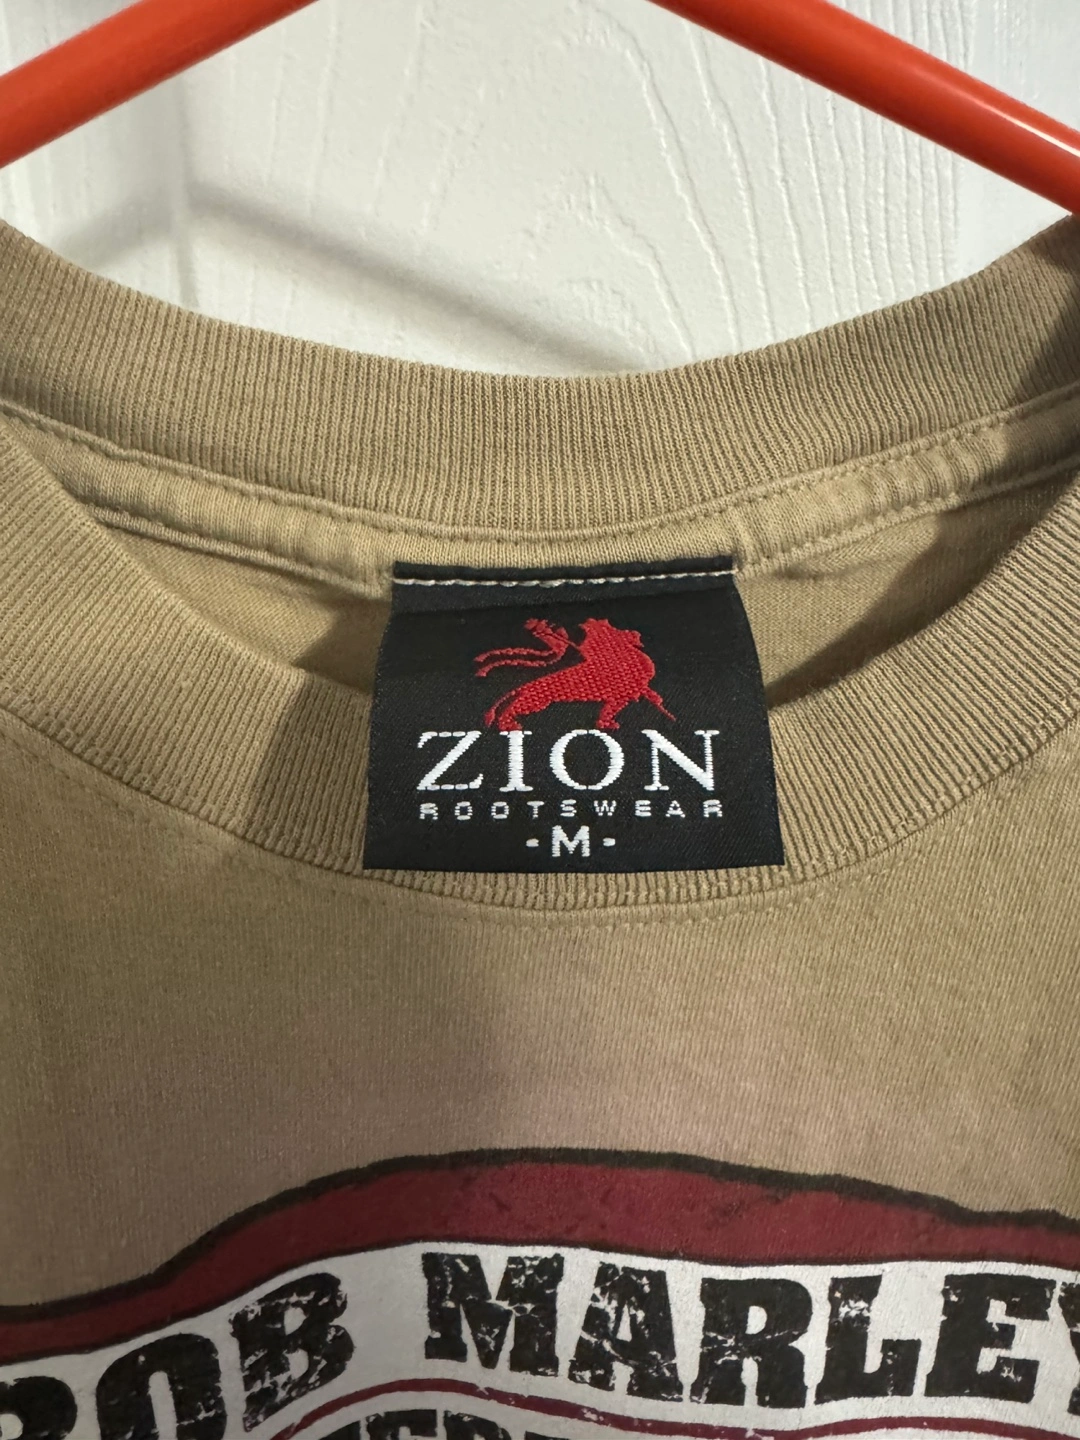 ZION
ROOTSWEAR
·M·
BOB MARLEY